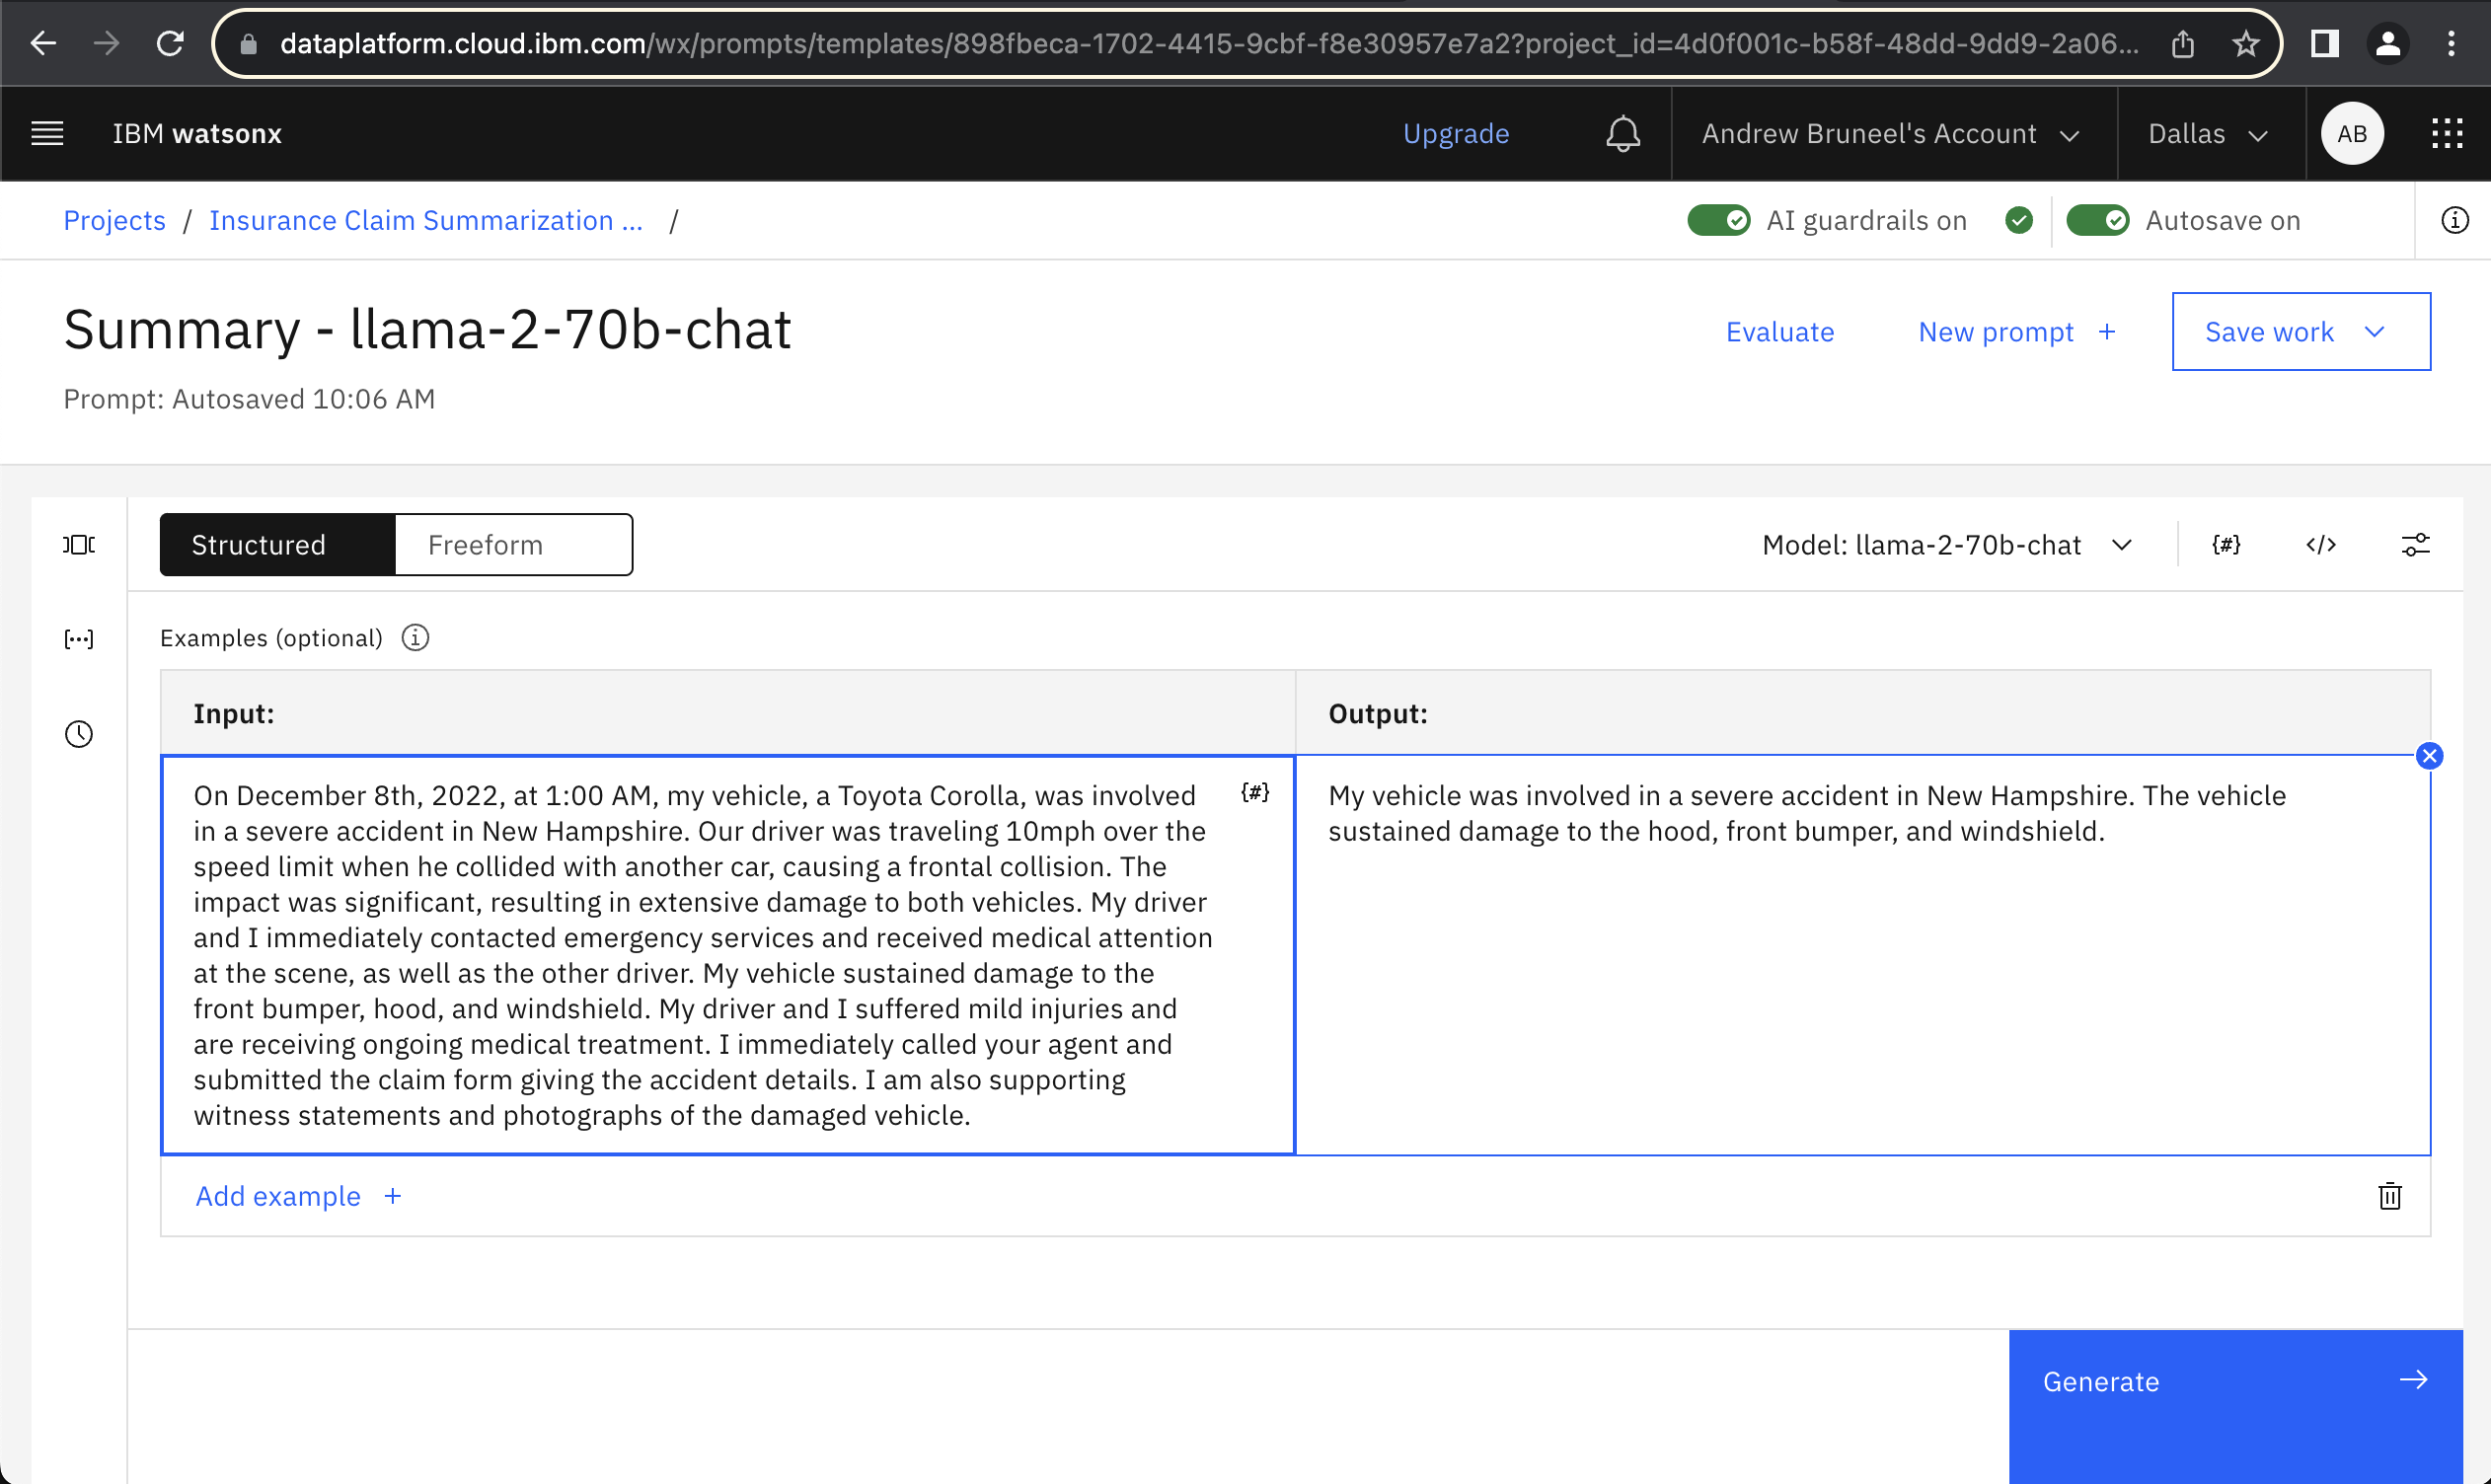 dataplatform.cloud.ibm.com/wx/prompts/templates/898fbeca-1702-4415-9cbf-f8e30957e7a2?project_id=4d0f001c-b58f-48dd-9dd9-2a06...
IBM watsonx
Upgrade
Andrew Bruneel's Account
Dallas
AB
Projects / Insurance Claim Summarization ... /
AI guardrails on
Autosave on
Summary - llama-2-70b-chat
Evaluate
New prompt +
Save work
Prompt: Autosaved 10:06 AM
Structured
Freeform
Model: llama-2-70b-chat
{#}
</>
Examples (optional)
Input:
Output:
On December 8th, 2022, at 1:00 AM, my vehicle, a Toyota Corolla, was involved
in a severe accident in New Hampshire. Our driver was traveling 10mph over the
speed limit when he collided with another car, causing a frontal collision. The
impact was significant, resulting in extensive damage to both vehicles. My driver
and I immediately contacted emergency services and received medical attention
at the scene, as well as the other driver. My vehicle sustained damage to the
front bumper, hood, and windshield. My driver and I suffered mild injuries and
are receiving ongoing medical treatment. I immediately called your agent and
submitted the claim form giving the accident details. I am also supporting
witness statements and photographs of the damaged vehicle.
{#}
My vehicle was involved in a severe accident in New Hampshire. The vehicle
sustained damage to the hood, front bumper, and windshield.
Add example +
Generate